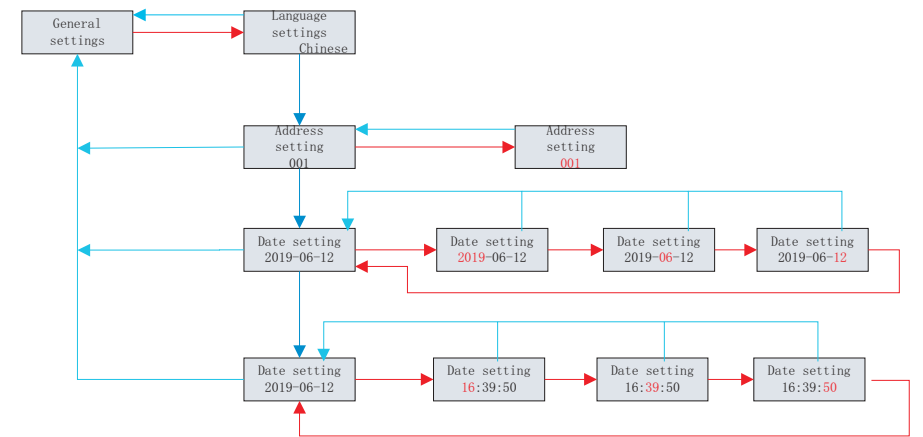 General
settings
Language
settings
Chinese
Address
setting
001
Address
setting
001
Date setting
2019-06-12
Date setting
2019-06-12
Date setting
2019-06-12
Date setting
2019-06-12
Date setting
2019-06-12
Date setting
16:39:50
Date setting
16:39:50
Date setting
16:39:50